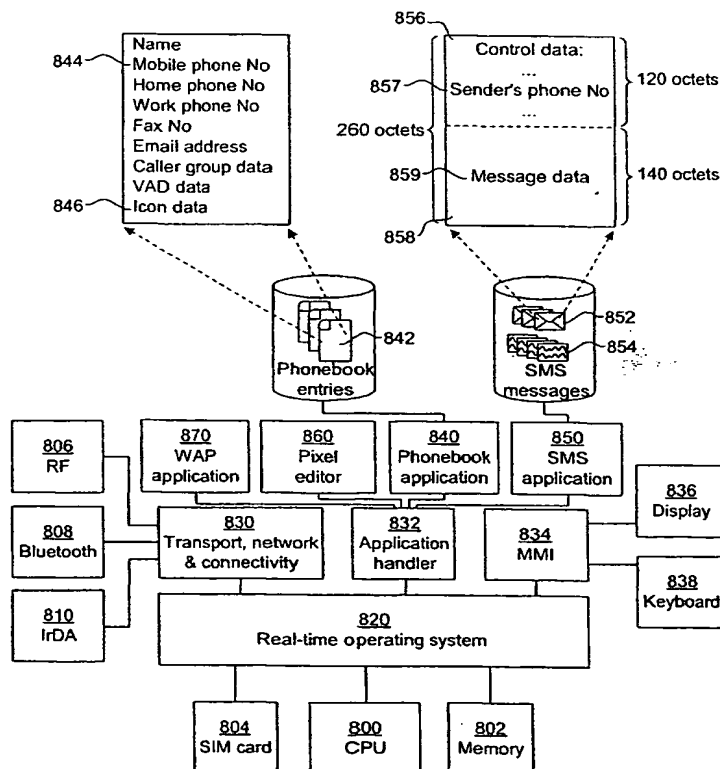 844
Name
Mobile phone No
Home phone No
Work phone No
Fax No
Email address
Caller group data
VAD data
Icon data
846
856
Control data:
...
857
Sender's phone No
...
120 octets
260 octets
859
Message data
140 octets
858
842
Phonebook
entries
852
854
SMS
messages
806
RF
870
WAP
application
860
Pixel
editor
840
Phonebook
application
850
SMS
application
836
Display
808
Bluetooth
830
Transport, network
& connectivity
832
Application
handler
834
MMI
838
Keyboard
810
IrDA
820
Real-time operating system
804
SIM card
800
CPU
802
Memory